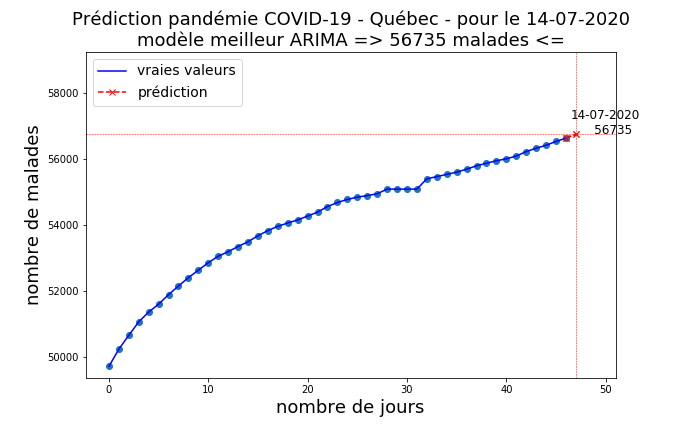 Prédiction pandémie COVID-19 - Québec - pour le 14-07-2020
modèle meilleur ARIMA => 56735 malades <=
vraies valeurs
prédiction
14-07-2020
56735
nombre de malades
58000
56000
54000
52000
50000
0 10 20 30 40 50
nombre de jours